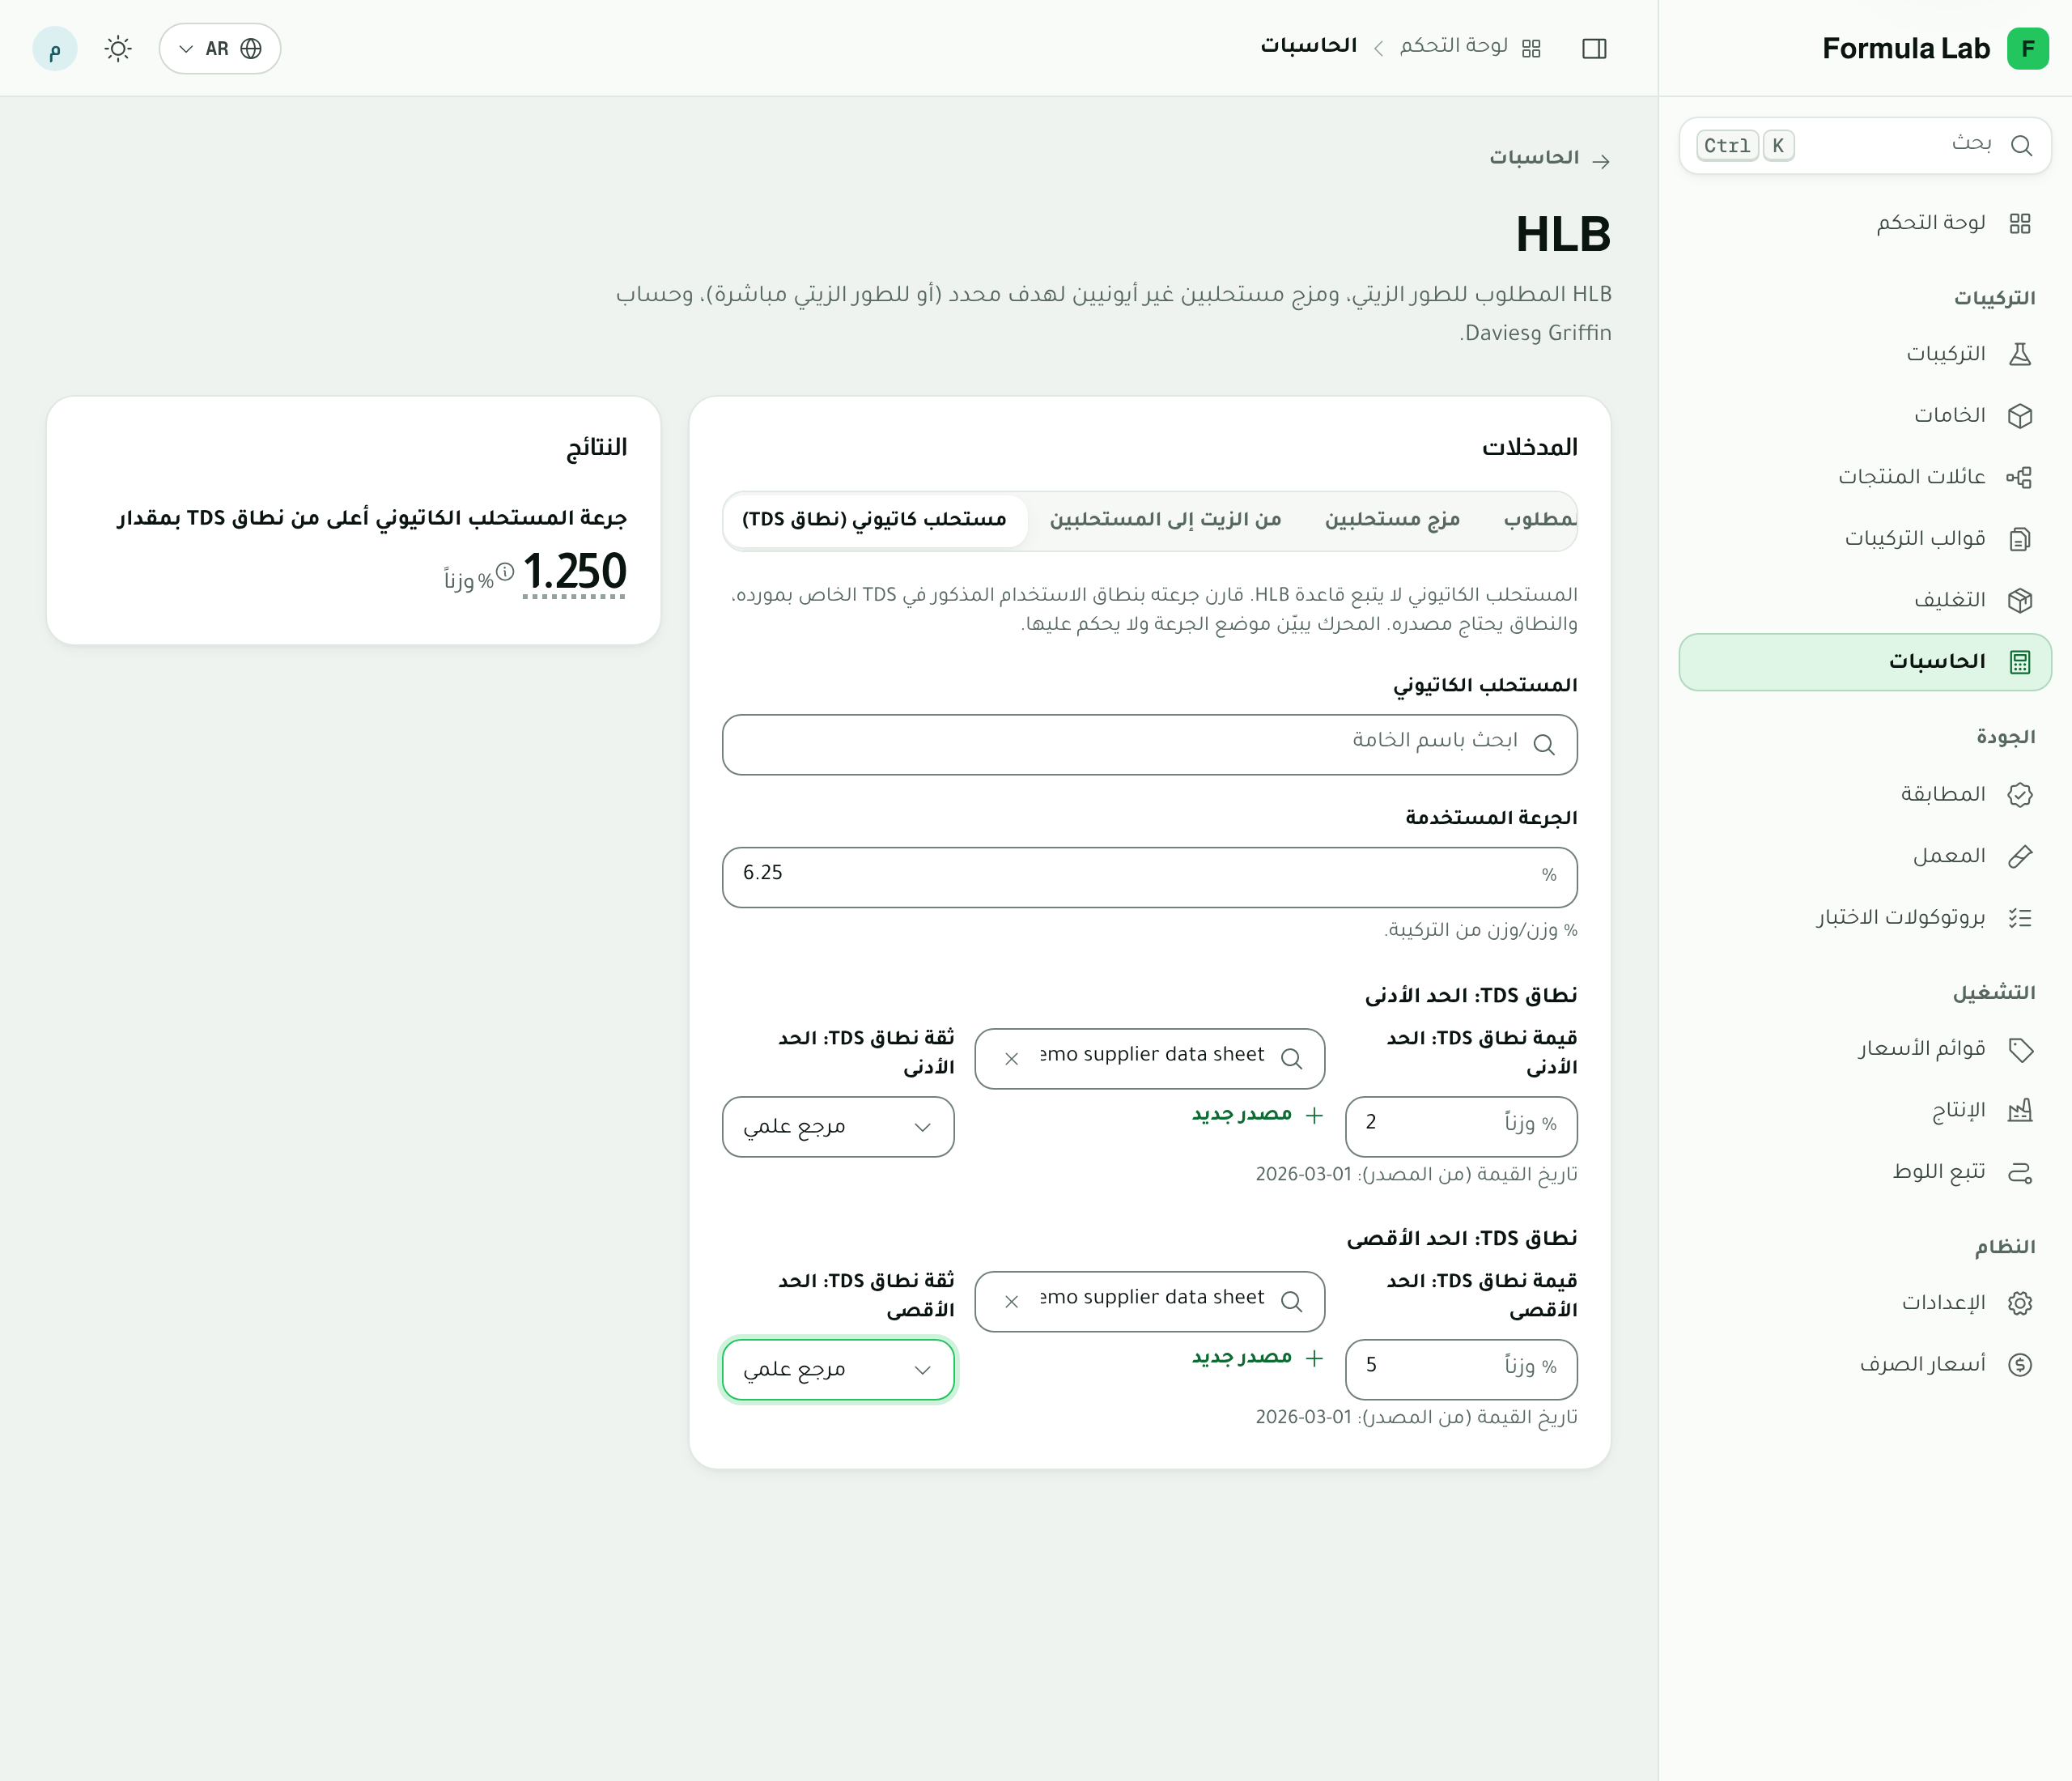 Formula Lab
F
بحث
Ctrl K
لوحة التحكم
التركيبات
التركيبات
الخامات
عائلات المنتجات
قوالب التركيبات
التغليف
الحاسبات
الجودة
المطابقة
المعمل
بروتوكولات الاختبار
التشغيل
قوائم الأسعار
الإنتاج
تتبع اللوط
النظام
الإعدادات
أسعار الصرف
لوحة التحكم
الحاسبات
AR
م
الحاسبات
HLB
HLB المطلوب للطور الزيتي، ومزج مستحلبين غير أيونيين لهدف محدد (أو للطور الزيتي مباشرة)، وحساب
Griffin وDavies.
المدخلات
مزج مستحلبين
من الزيت إلى المستحلبين
مستحلب كاتيوني (نطاق TDS)
المستحلب الكاتيوني لا يتبع قاعدة HLB. قارن جرعته بنطاق الاستخدام المذكور في TDS الخاص بمورده،
والنطاق يحتاج مصدره. المحرك يبيّن موضع الجرعة ولا يحكم عليها.
المستحلب الكاتيوني
ابحث باسم الخامة
الجرعة المستخدمة
%
6.25
% وزن/وزن من التركيبة.
نطاق TDS: الحد الأدنى
قيمة نطاق TDS: الحد
الأدنى
% وزناً
2
emo supplier data sheet
مصدر جديد
ثقة نطاق TDS: الحد
الأدنى
مرجع علمي
تاريخ القيمة (من المصدر): 2026-03-01
نطاق TDS: الحد الأقصى
قيمة نطاق TDS: الحد
الأقصى
% وزناً
5
emo supplier data sheet
مصدر جديد
ثقة نطاق TDS: الحد
الأقصى
مرجع علمي
تاريخ القيمة (من المصدر): 2026-03-01
النتائج
جرعة المستحلب الكاتيوني أعلى من نطاق TDS بمقدار
1.250 % وزناً